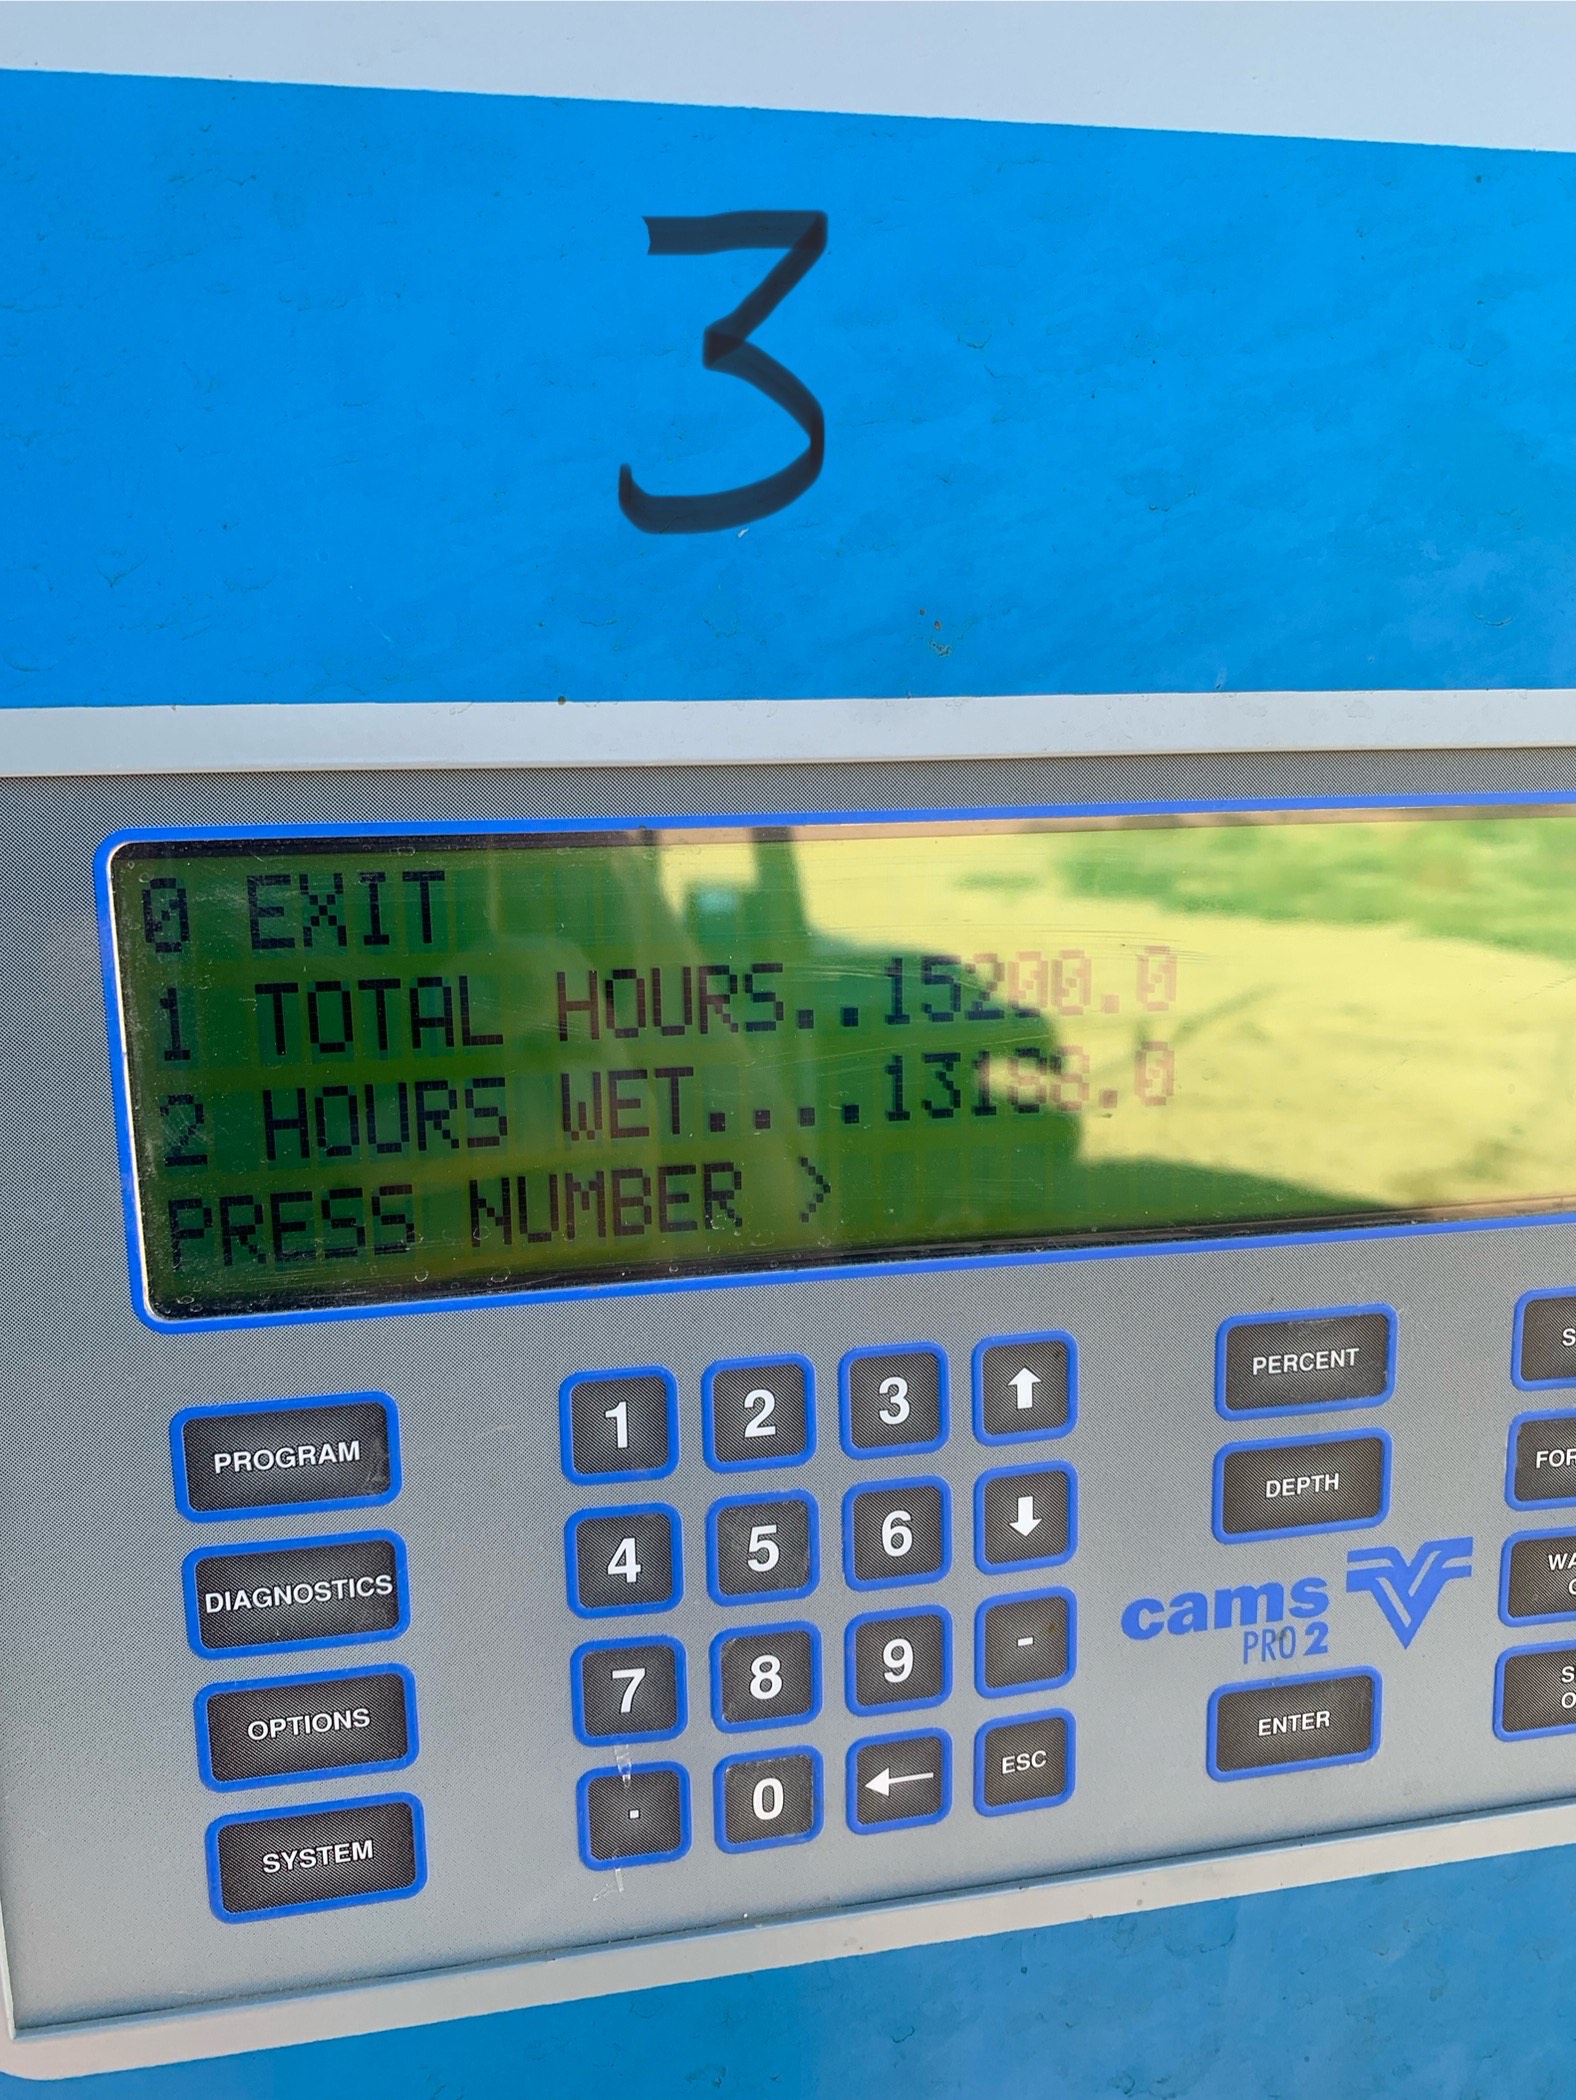 3
0 EXIT
1 TOTAL HOURS..15200.0
2 HOURS WET....13188.0
PRESS NUMBER >
PROGRAM
DIAGNOSTICS
OPTIONS
SYSTEM
1 2 3 ↑
4 5 6 ↓
7 8 9 -
. 0 ← ESC
PERCENT
DEPTH
cams
PRO 2
ENTER